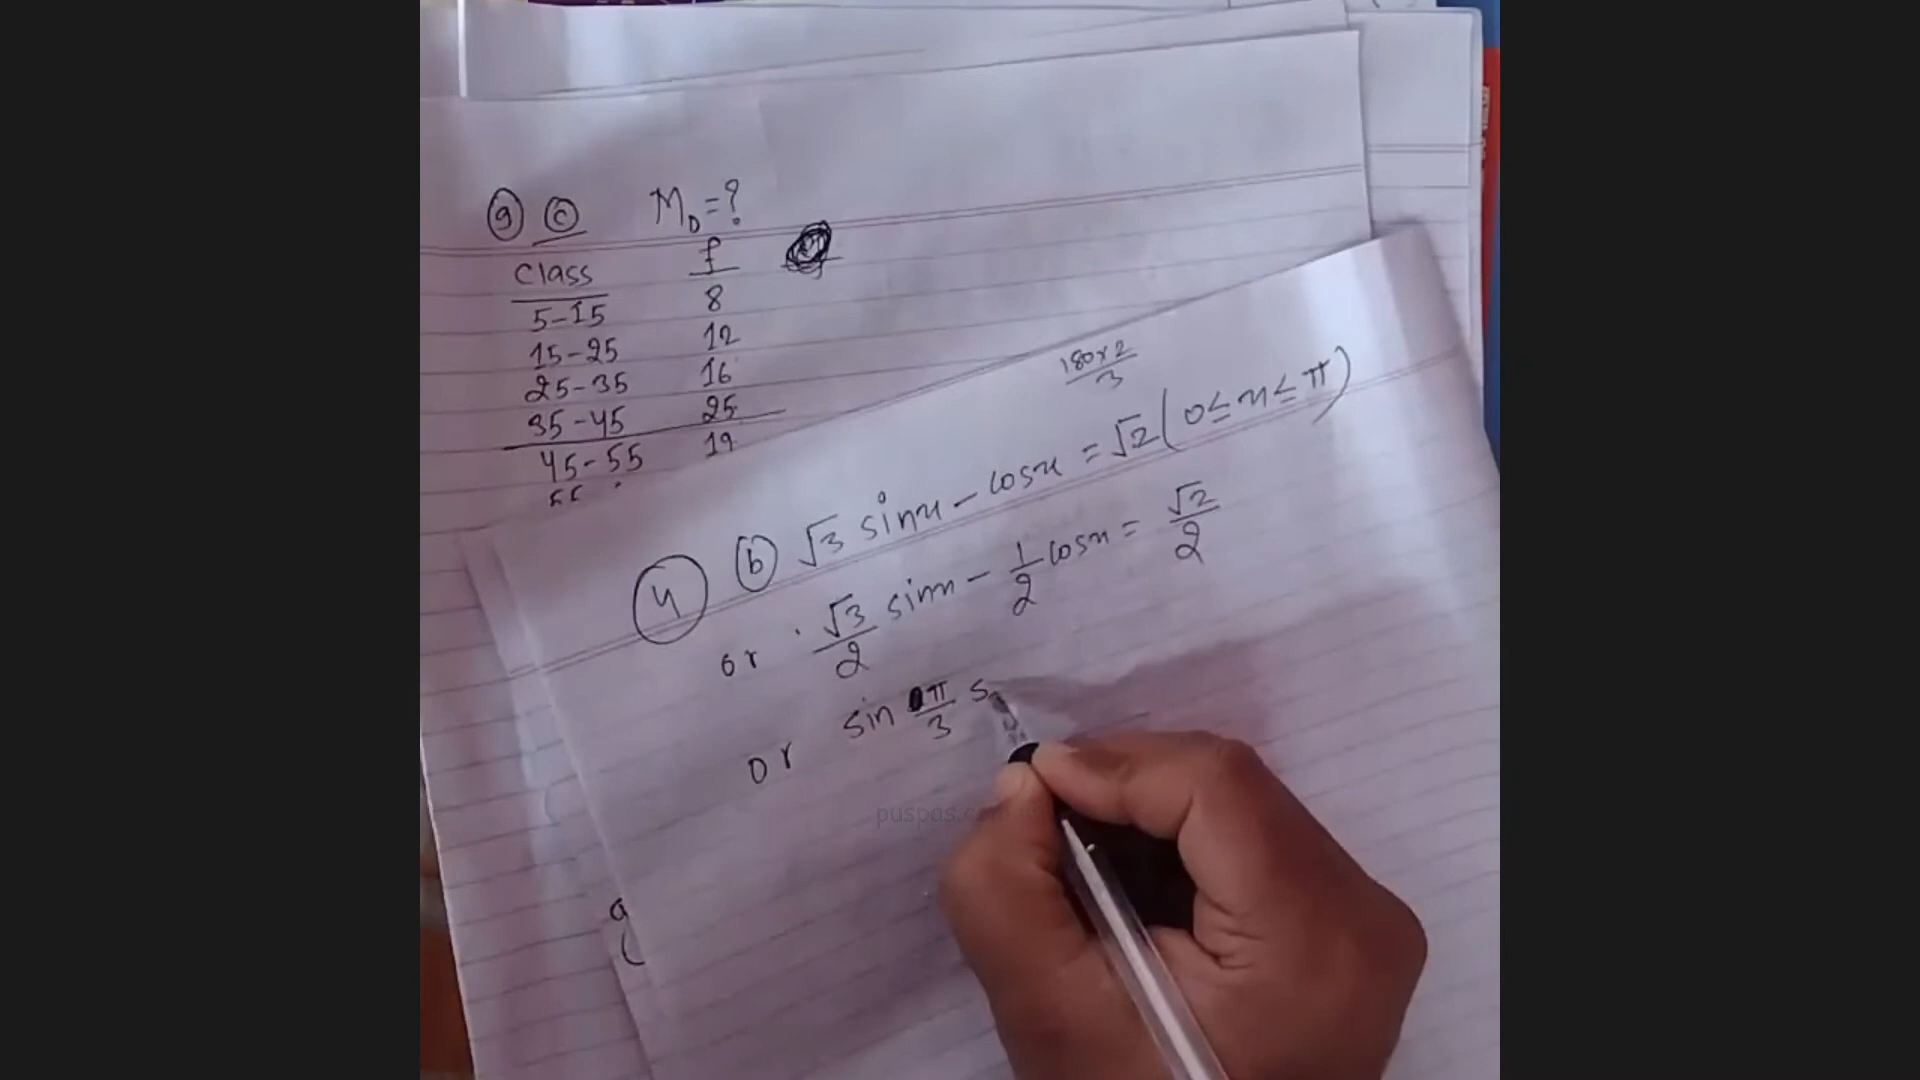 9 c M_D = ?
Class f
5-15 8
15-25 12
25-35 16
35-45 25
45-55 19
180×2/3
4 b √3 sinx - cosx = √2 (0≤x≤π)
or √3/2 sinx - 1/2 cosx = √2/2
or sin π/3 s
puspas.